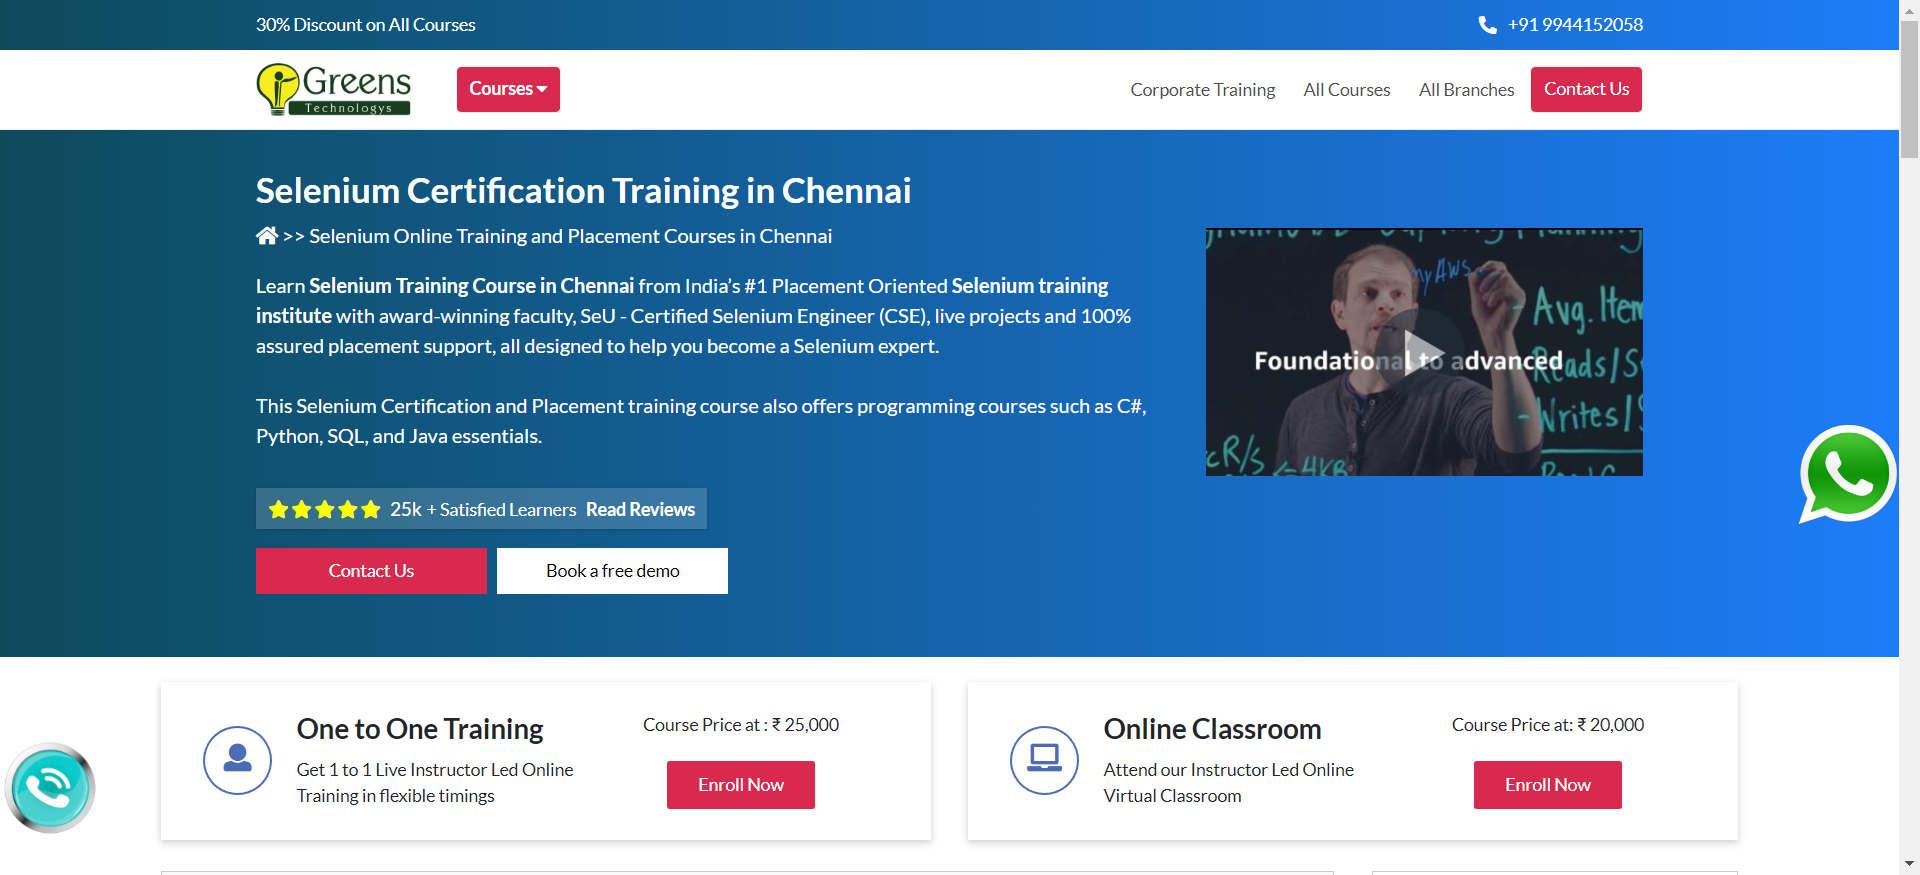 30% Discount on All Courses
+91 9944152058
Greens
Technologys
Courses
Corporate Training
All Courses
All Branches
Contact Us
Selenium Certification Training in Chennai
>> Selenium Online Training and Placement Courses in Chennai
Learn Selenium Training Course in Chennai from India's #1 Placement Oriented Selenium training
institute with award-winning faculty, SeU - Certified Selenium Engineer (CSE), live projects and 100%
assured placement support, all designed to help you become a Selenium expert.
This Selenium Certification and Placement training course also offers programming courses such as C#,
Python, SQL, and Java essentials.
myAWS
Avg. Item
Foundational to advanced
Reads/S
-Writes/
25k + Satisfied Learners Read Reviews
Contact Us
Book a free demo
One to One Training
Course Price at : ₹ 25,000
Get 1 to 1 Live Instructor Led Online
Training in flexible timings
Enroll Now
Online Classroom
Course Price at: ₹ 20,000
Attend our Instructor Led Online
Virtual Classroom
Enroll Now